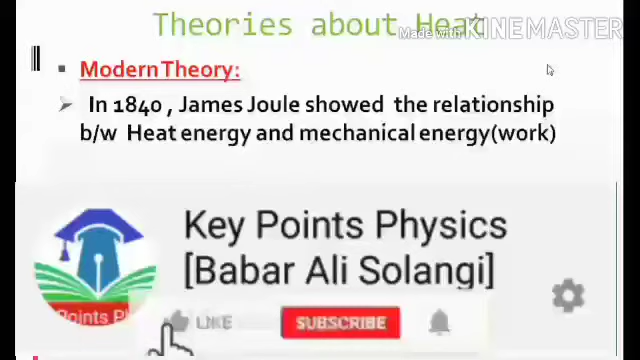 Theories about Heat
Made with KINEMASTER
Modern Theory:
In 1840 , James Joule showed the relationship
b/w Heat energy and mechanical energy(work)
Key Points Physics
[Babar Ali Solangi]
Points
LIKE
SUBSCRIBE